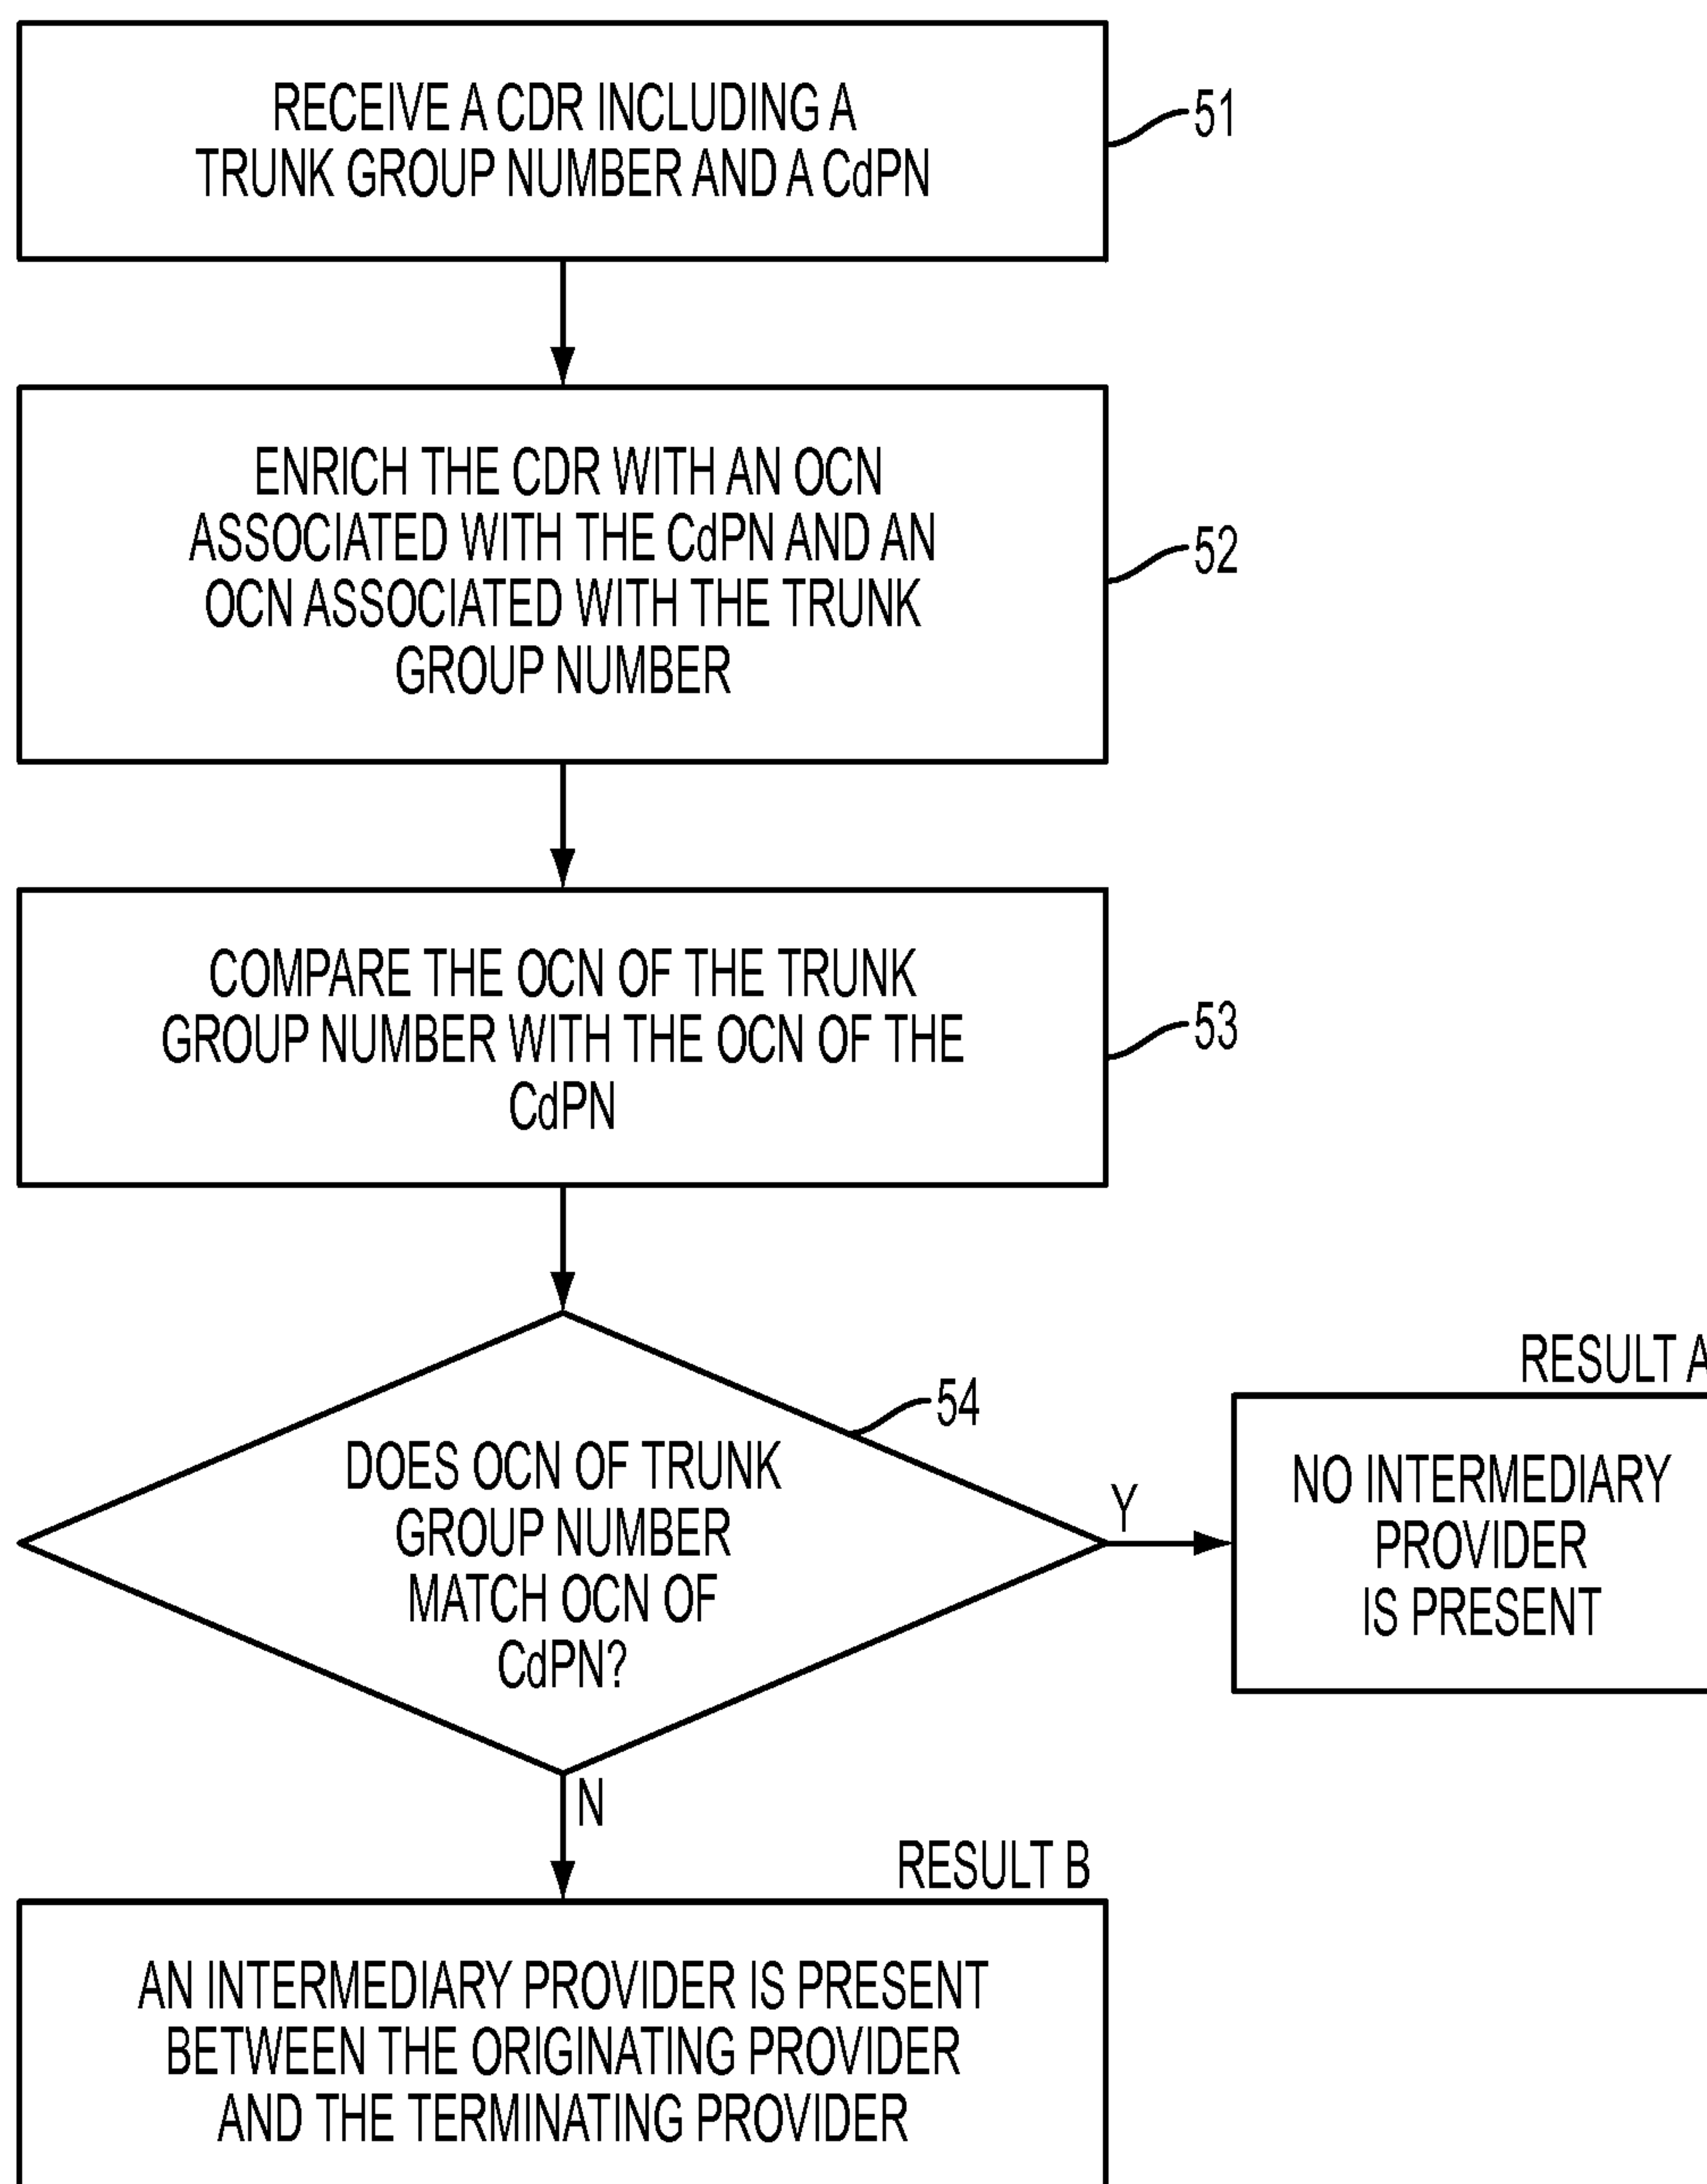 RECEIVE A CDR INCLUDING A
TRUNK GROUP NUMBER AND A CdPN
51
ENRICH THE CDR WITH AN OCN
ASSOCIATED WITH THE CdPN AND AN
OCN ASSOCIATED WITH THE TRUNK
GROUP NUMBER
52
COMPARE THE OCN OF THE TRUNK
GROUP NUMBER WITH THE OCN OF THE
CdPN
53
54
DOES OCN OF TRUNK
GROUP NUMBER
MATCH OCN OF
CdPN?
Y
RESULT A
NO INTERMEDIARY
PROVIDER
IS PRESENT
N
RESULT B
AN INTERMEDIARY PROVIDER IS PRESENT
BETWEEN THE ORIGINATING PROVIDER
AND THE TERMINATING PROVIDER